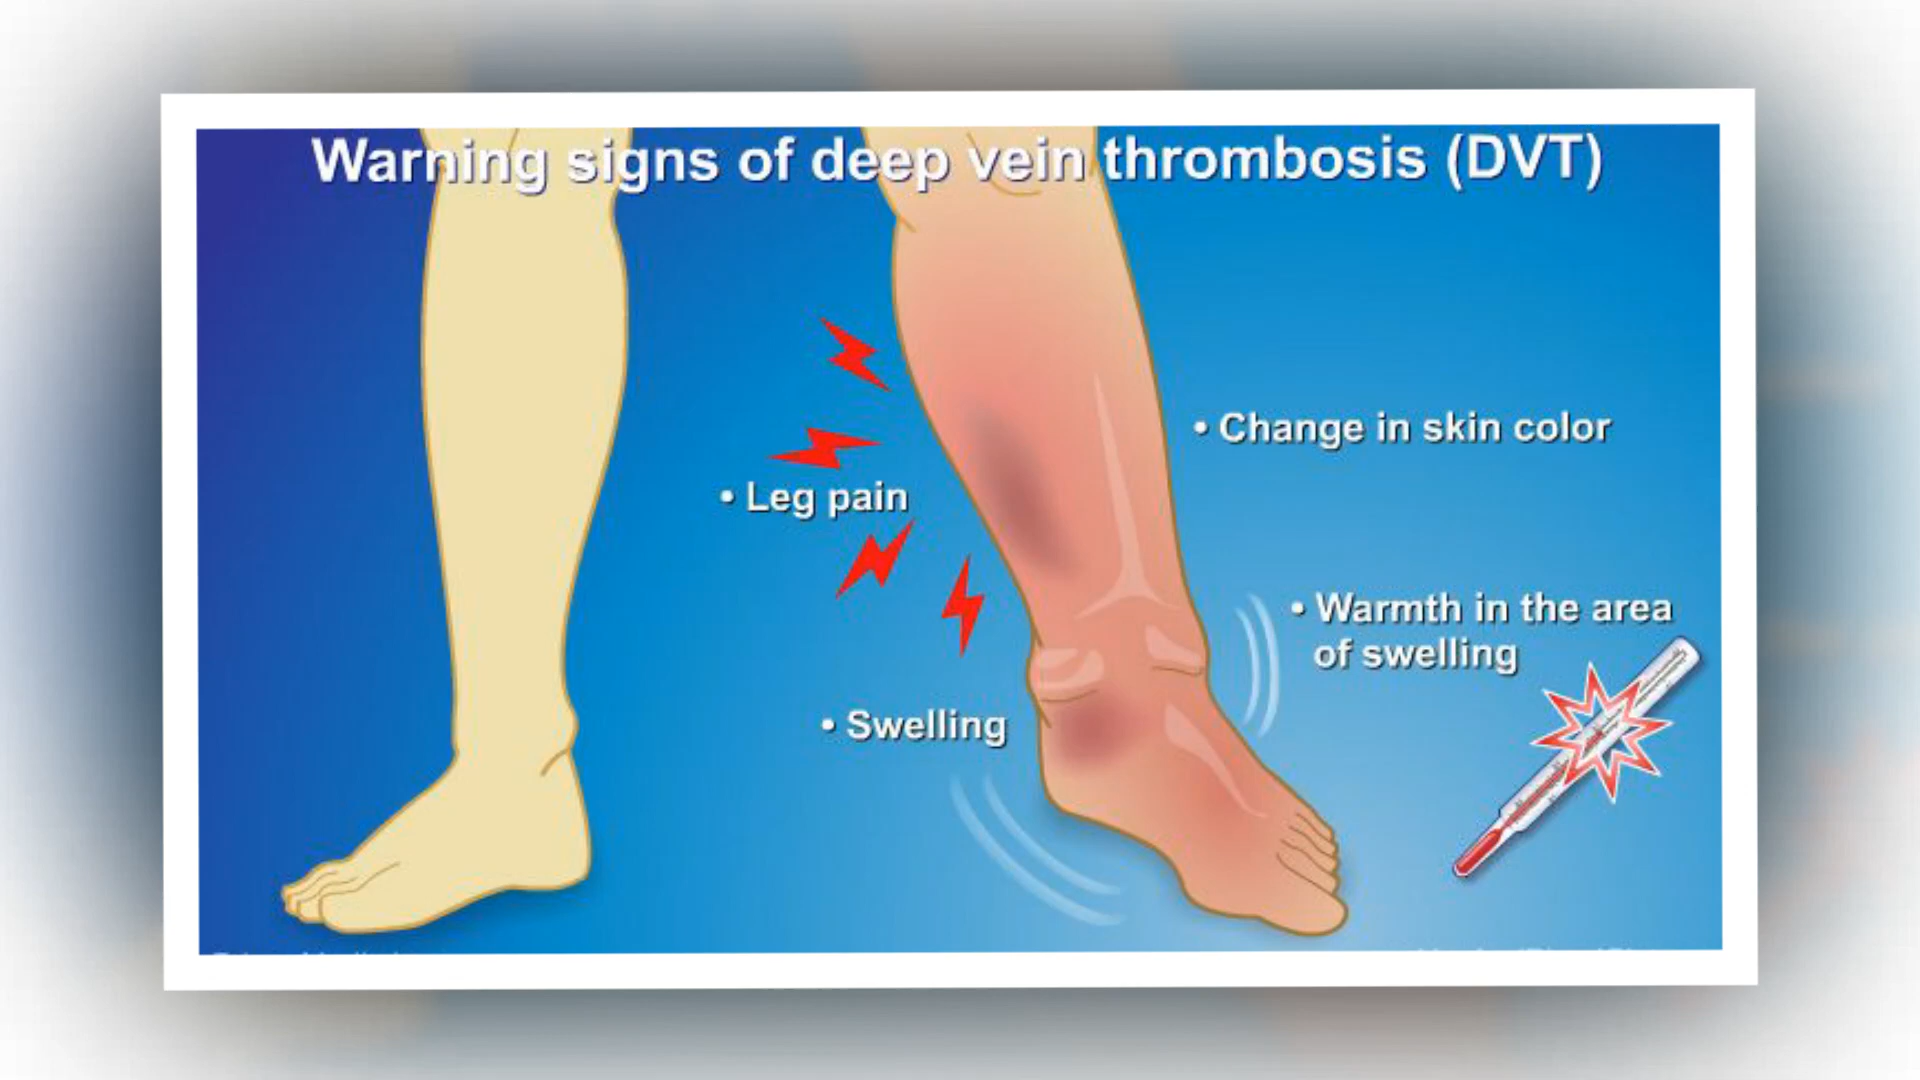 Warning signs of deep vein thrombosis (DVT)
• Change in skin color
• Leg pain
• Warmth in the area
of swelling
• Swelling